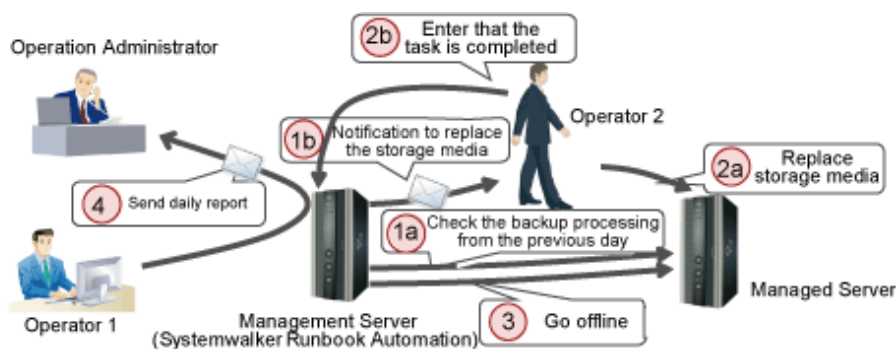 2b
Enter that the
task is completed
Operation Administrator
Operator 2
1b
Notification to replace
the storage media
2a
Replace
storage media
4
Send daily report
1a
Check the backup processing
from the previous day
Operator 1
Management Server
(Systemwalker Runbook Automation)
3
Go offline
Managed Server